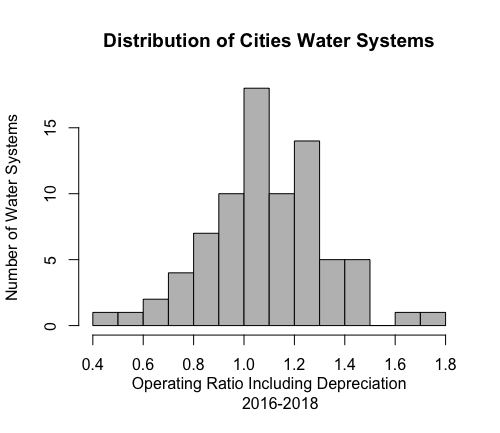 Distribution of Cities Water Systems
Number of Water Systems
15
10
5
0
0.4 0.6 0.8 1.0 1.2 1.4 1.6 1.8
Operating Ratio Including Depreciation
2016-2018